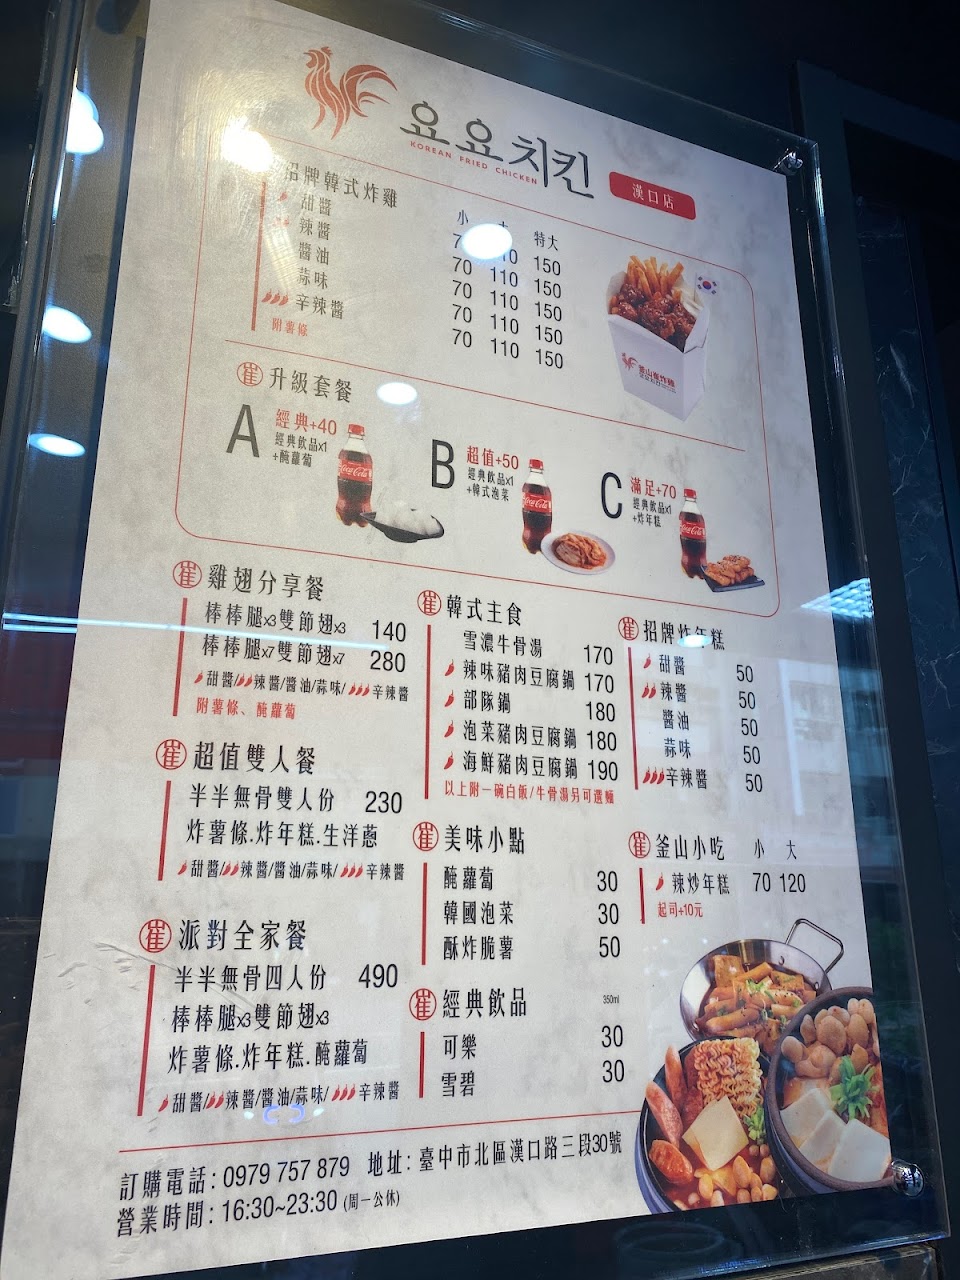 요요치킨
KOREAN FRIED CHICKEN
漢口店
招牌韓式炸雞
小 大 特大
甜醬 70 110 150
辣醬 70 110 150
醬油 70 110 150
蒜味 70 110 150
辛辣醬 70 110 150
附薯條
崔 升級套餐
A 經典+40
經典飲品x1
+醃蘿蔔
B 超值+50
經典飲品x1
+韓式泡菜
C 滿足+70
經典飲品x1
+炸年糕
崔 雞翅分享餐
棒棒腿x3雙節翅x3 140
棒棒腿x7雙節翅x7 280
甜醬/辣醬/醬油/蒜味/辛辣醬
附薯條、醃蘿蔔
崔 超值雙人餐
半半無骨雙人份 230
炸薯條.炸年糕.生洋蔥
甜醬/辣醬/醬油/蒜味/辛辣醬
崔 派對全家餐
半半無骨四人份 490
棒棒腿x3雙節翅x3
炸薯條.炸年糕.醃蘿蔔
甜醬/辣醬/醬油/蒜味/辛辣醬
崔 韓式主食
雪濃牛骨湯 170
辣味豬肉豆腐鍋 170
部隊鍋 180
泡菜豬肉豆腐鍋 180
海鮮豬肉豆腐鍋 190
以上附一碗白飯/牛骨湯另可選麵
崔 美味小點
醃蘿蔔 30
韓國泡菜 30
酥炸脆薯 50
崔 經典飲品 350ml
可樂 30
雪碧 30
崔 招牌炸年糕
甜醬 50
辣醬 50
醬油 50
蒜味 50
辛辣醬 50
崔 釜山小吃 小 大
辣炒年糕 70 120
起司+10元
訂購電話：0979 757 879 地址：臺中市北區漢口路三段30號
營業時間：16:30~23:30 (周一公休)